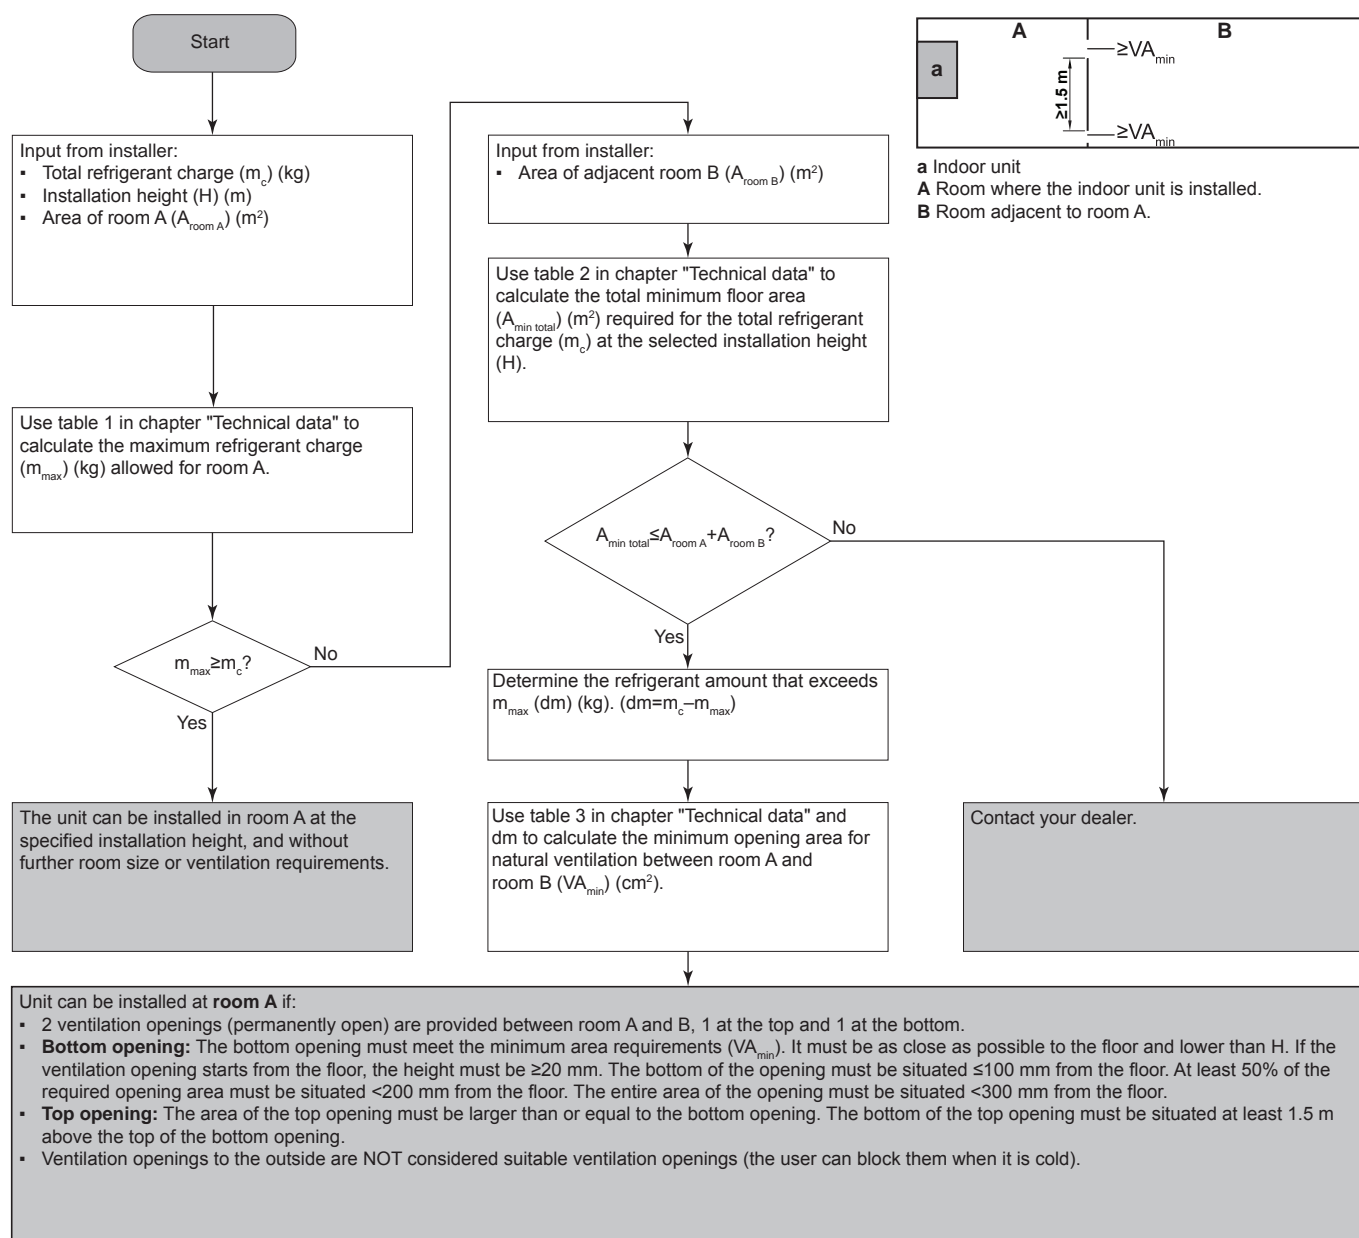 Start
Input from installer:
▪ Total refrigerant charge (mc) (kg)
▪ Installation height (H) (m)
▪ Area of room A (Aroom A) (m²)
Use table 1 in chapter "Technical data" to
calculate the maximum refrigerant charge
(mmax) (kg) allowed for room A.
mmax≥mc?
No
Yes
The unit can be installed in room A at the
specified installation height, and without
further room size or ventilation requirements.
Input from installer:
▪ Area of adjacent room B (Aroom B) (m²)
Use table 2 in chapter "Technical data" to
calculate the total minimum floor area
(Amin total) (m²) required for the total refrigerant
charge (mc) at the selected installation height
(H).
Amin total≤Aroom A+Aroom B?
No
Yes
Determine the refrigerant amount that exceeds
mmax (dm) (kg). (dm=mc–mmax)
Use table 3 in chapter "Technical data" and
dm to calculate the minimum opening area for
natural ventilation between room A and
room B (VAmin) (cm²).
Contact your dealer.
A
B
a
≥1.5 m
≥VAmin
≥VAmin
a Indoor unit
A Room where the indoor unit is installed.
B Room adjacent to room A.
Unit can be installed at room A if:
▪ 2 ventilation openings (permanently open) are provided between room A and B, 1 at the top and 1 at the bottom.
▪ Bottom opening: The bottom opening must meet the minimum area requirements (VAmin). It must be as close as possible to the floor and lower than H. If the
ventilation opening starts from the floor, the height must be ≥20 mm. The bottom of the opening must be situated ≤100 mm from the floor. At least 50% of the
required opening area must be situated <200 mm from the floor. The entire area of the opening must be situated <300 mm from the floor.
▪ Top opening: The area of the top opening must be larger than or equal to the bottom opening. The bottom of the top opening must be situated at least 1.5 m
above the top of the bottom opening.
▪ Ventilation openings to the outside are NOT considered suitable ventilation openings (the user can block them when it is cold).